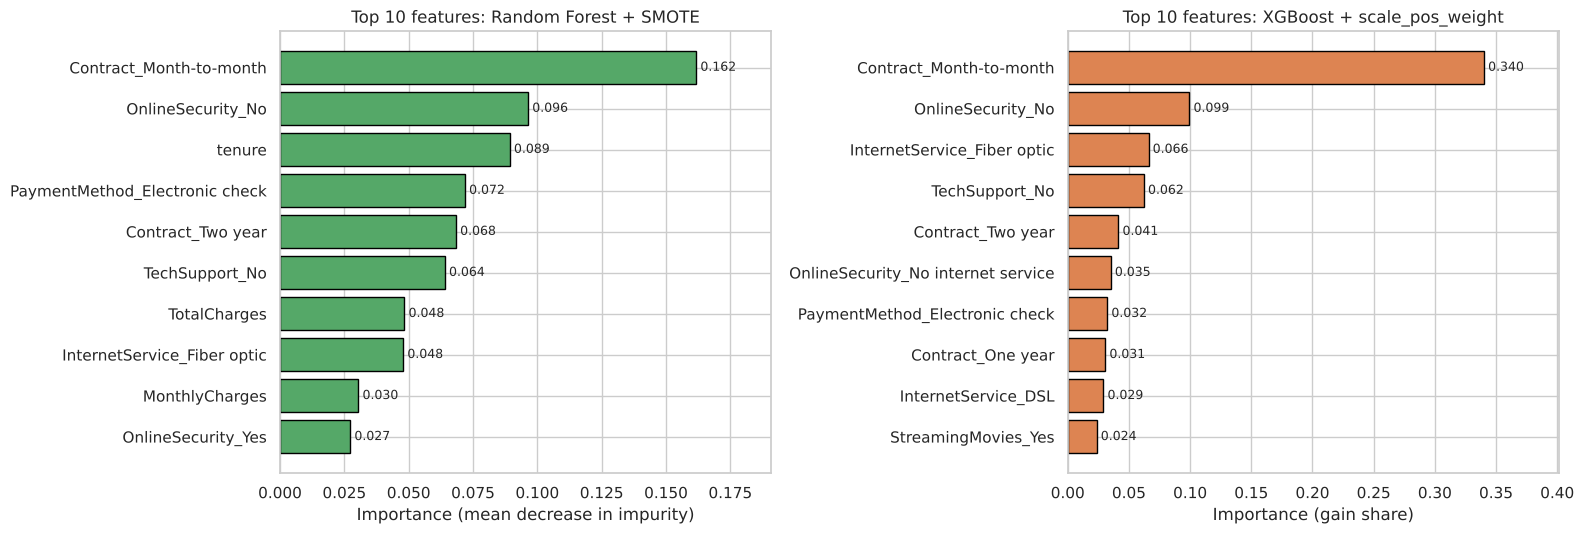 Top 10 features: Random Forest + SMOTE
Contract_Month-to-month 0.162
OnlineSecurity_No 0.096
tenure 0.089
PaymentMethod_Electronic check 0.072
Contract_Two year 0.068
TechSupport_No 0.064
TotalCharges 0.048
InternetService_Fiber optic 0.048
MonthlyCharges 0.030
OnlineSecurity_Yes 0.027
0.000 0.025 0.050 0.075 0.100 0.125 0.150 0.175
Importance (mean decrease in impurity)
Top 10 features: XGBoost + scale_pos_weight
Contract_Month-to-month 0.340
OnlineSecurity_No 0.099
InternetService_Fiber optic 0.066
TechSupport_No 0.062
Contract_Two year 0.041
OnlineSecurity_No internet service 0.035
PaymentMethod_Electronic check 0.032
Contract_One year 0.031
InternetService_DSL 0.029
StreamingMovies_Yes 0.024
0.00 0.05 0.10 0.15 0.20 0.25 0.30 0.35 0.40
Importance (gain share)